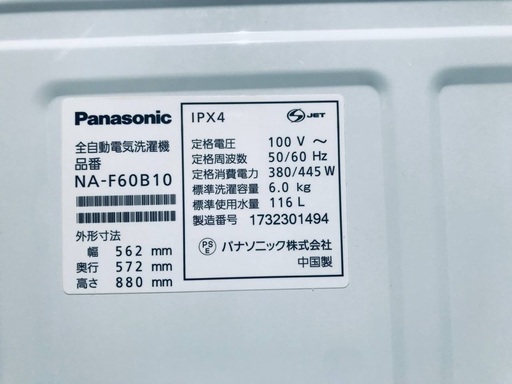 Panasonic
全自動電気洗濯機
品番
NA-F60B10
外形寸法
幅 562 mm
奥行 572 mm
高さ 880 mm
IPX4
S JET
定格電圧 100 V ～
定格周波数 50/60 Hz
定格消費電力 380/445 W
標準洗濯容量 6.0 kg
標準使用水量 116 L
製造番号 1732301494
PS E パナソニック株式会社
中国製